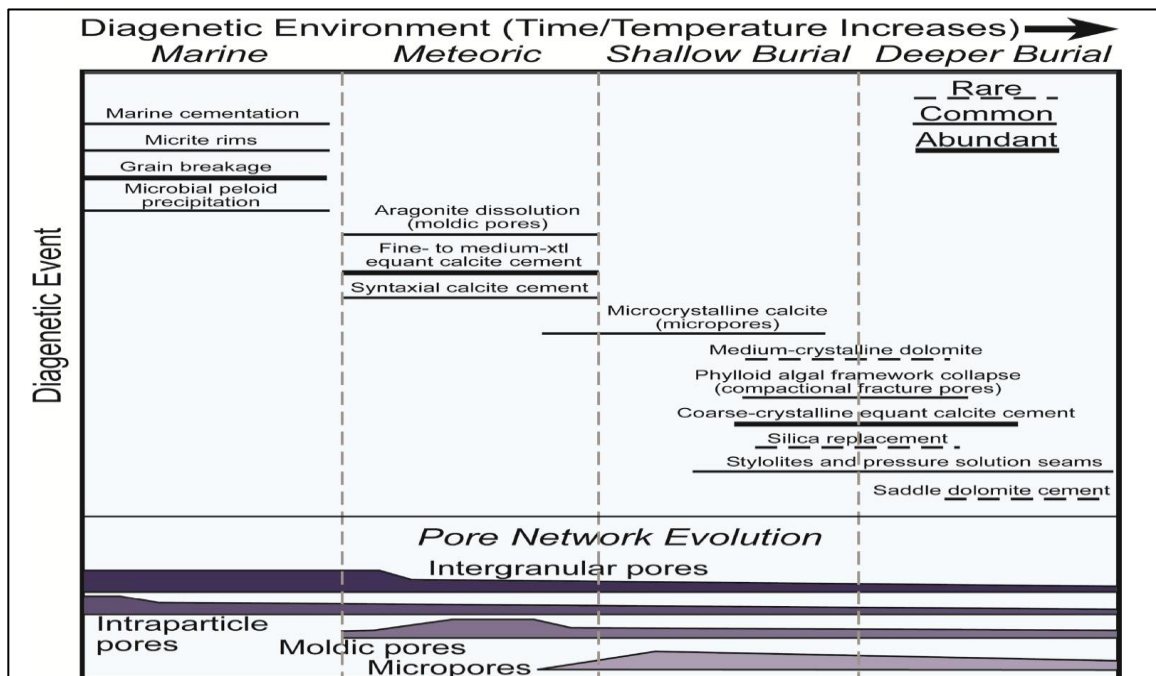 Diagenetic Environment (Time/Temperature Increases)
Marine Meteoric Shallow Burial Deeper Burial
Rare
Common
Abundant
Diagenetic Event
Marine cementation
Micrite rims
Grain breakage
Microbial peloid
precipitation
Aragonite dissolution
(moldic pores)
Fine- to medium-xtl
equant calcite cement
Syntaxial calcite cement
Microcrystalline calcite
(micropores)
Medium-crystalline dolomite
Phylloid algal framework collapse
(compactional fracture pores)
Coarse-crystalline equant calcite cement
Silica replacement
Stylolites and pressure solution seams
Saddle dolomite cement
Pore Network Evolution
Intergranular pores
Intraparticle
pores
Moldic pores
Micropores